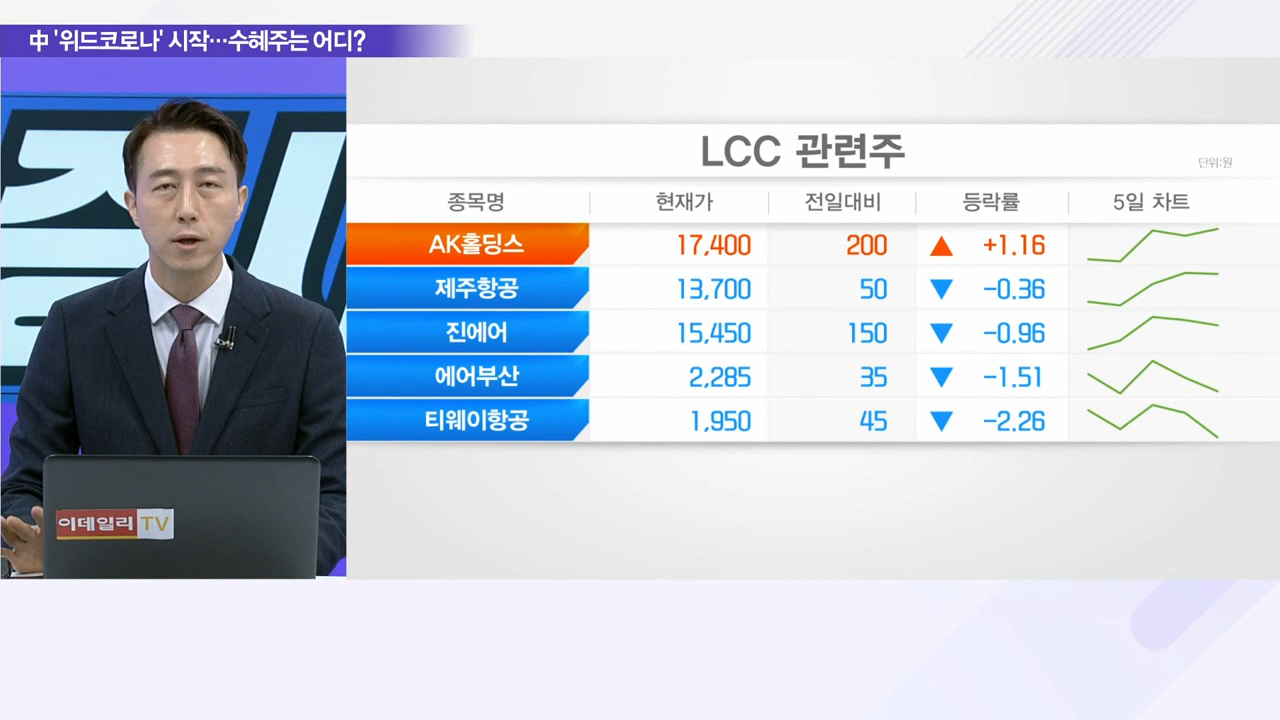 中 '위드코로나' 시작…수혜주는 어디?
LCC 관련주
단위:원
종목명 현재가 전일대비 등락률 5일 차트
AK홀딩스 17,400 200 ▲ +1.16
제주항공 13,700 50 ▼ -0.36
진에어 15,450 150 ▼ -0.96
에어부산 2,285 35 ▼ -1.51
티웨이항공 1,950 45 ▼ -2.26
이데일리 TV